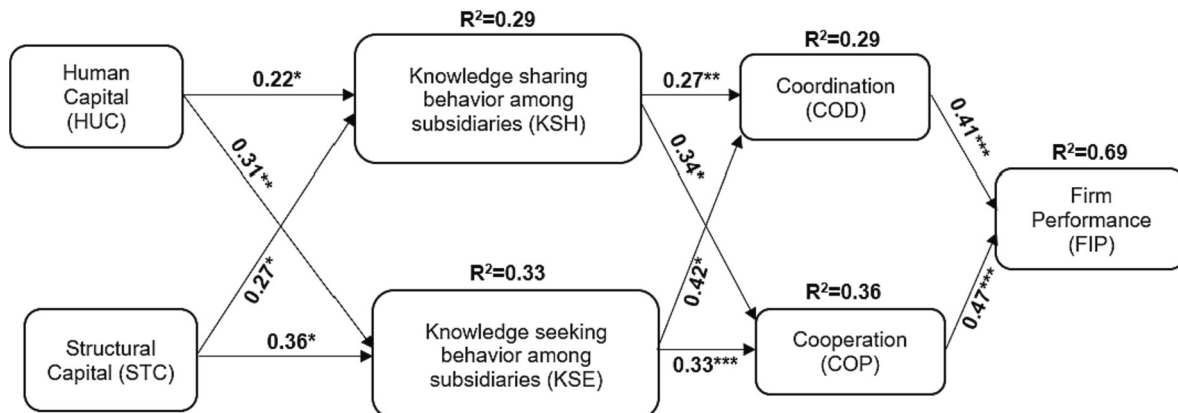 R²=0.29
R²=0.29
Human
Capital
(HUC)
0.22*
Knowledge sharing
behavior among
subsidiaries (KSH)
0.27**
Coordination
(COD)
0.41***
R²=0.69
0.31**
0.34*
Firm
Performance
(FIP)
0.27*
R²=0.33
0.42*
R²=0.36
0.47***
Structural
Capital (STC)
0.36*
Knowledge seeking
behavior among
subsidiaries (KSE)
0.33***
Cooperation
(COP)